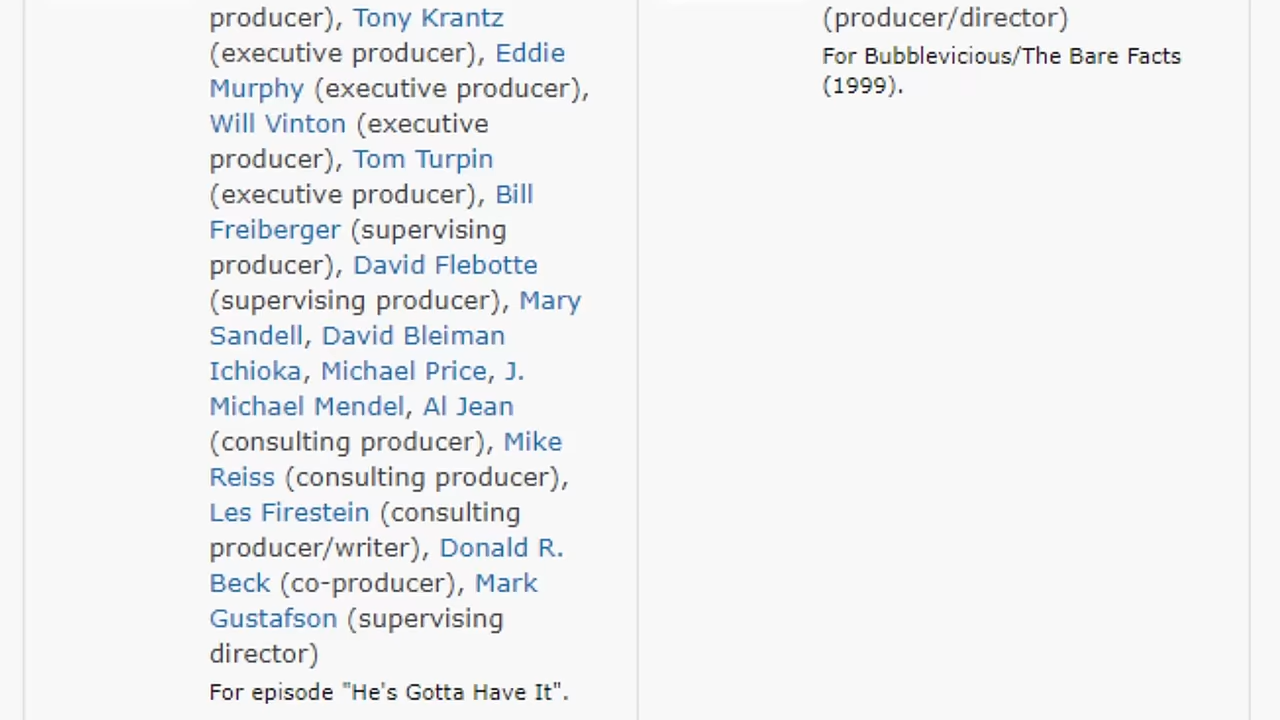 producer), Tony Krantz
(executive producer), Eddie
Murphy (executive producer),
Will Vinton (executive
producer), Tom Turpin
(executive producer), Bill
Freiberger (supervising
producer), David Flebotte
(supervising producer), Mary
Sandell, David Bleiman
Ichioka, Michael Price, J.
Michael Mendel, Al Jean
(consulting producer), Mike
Reiss (consulting producer),
Les Firestein (consulting
producer/writer), Donald R.
Beck (co-producer), Mark
Gustafson (supervising
director)
For episode "He's Gotta Have It".
(producer/director)
For Bubblevicious/The Bare Facts
(1999).